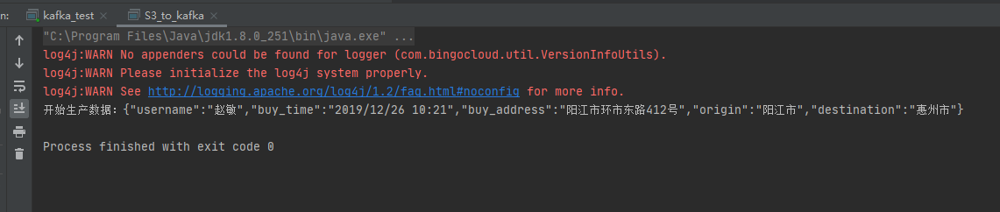 n: kafka_test × S3_to_kafka ×
"C:\Program Files\Java\jdk1.8.0_251\bin\java.exe" ...
log4j:WARN No appenders could be found for logger (com.bingocloud.util.VersionInfoUtils).
log4j:WARN Please initialize the log4j system properly.
log4j:WARN See http://logging.apache.org/log4j/1.2/faq.html#noconfig for more info.
开始生产数据：{"username":"赵敏","buy_time":"2019/12/26 10:21","buy_address":"阳江市环市东路412号","origin":"阳江市","destination":"惠州市"}
Process finished with exit code 0